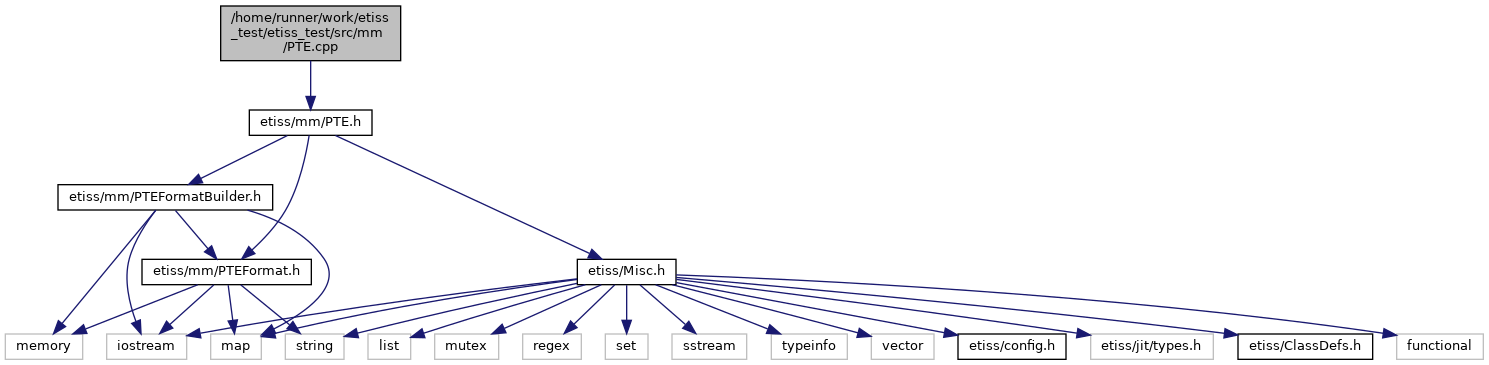 /home/runner/work/etiss
_test/etiss_test/src/mm
/PTE.cpp
etiss/mm/PTE.h
etiss/mm/PTEFormatBuilder.h
etiss/mm/PTEFormat.h
etiss/Misc.h
memory
iostream
map
string
list
mutex
regex
set
sstream
typeinfo
vector
etiss/config.h
etiss/jit/types.h
etiss/ClassDefs.h
functional